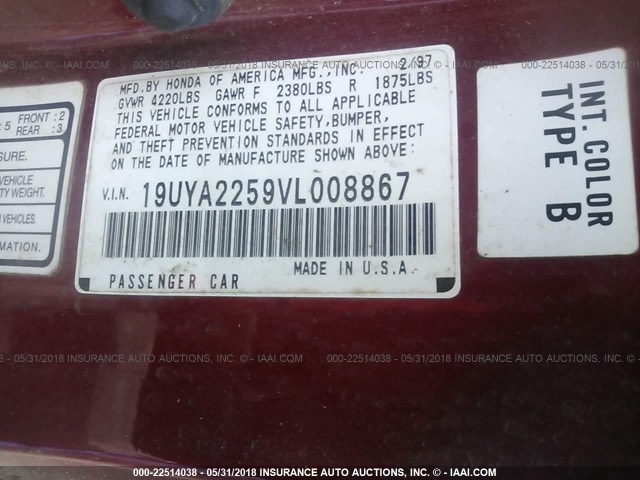 MFD.BY HONDA OF AMERICA MFG.,INC. 2/97
GVWR 4220LBS GAWR F 2380LBS R 1875LBS
THIS VEHICLE CONFORMS TO ALL APPLICABLE
FEDERAL MOTOR VEHICLE SAFETY,BUMPER,
AND THEFT PREVENTION STANDARDS IN EFFECT
ON THE DATE OF MANUFACTURE SHOWN ABOVE:
V.I.N. 19UYA2259VL008867
MADE IN U.S.A.
PASSENGER CAR
: 5 FRONT : 2
REAR : 3
SURE.
VEHICLE
TY WEIGHT.
MATION.
INT. COLOR
TYPE B
000-22514038 - 05/31/2018 INSURANCE AUTO AUCTIONS, INC. - IAAI.COM